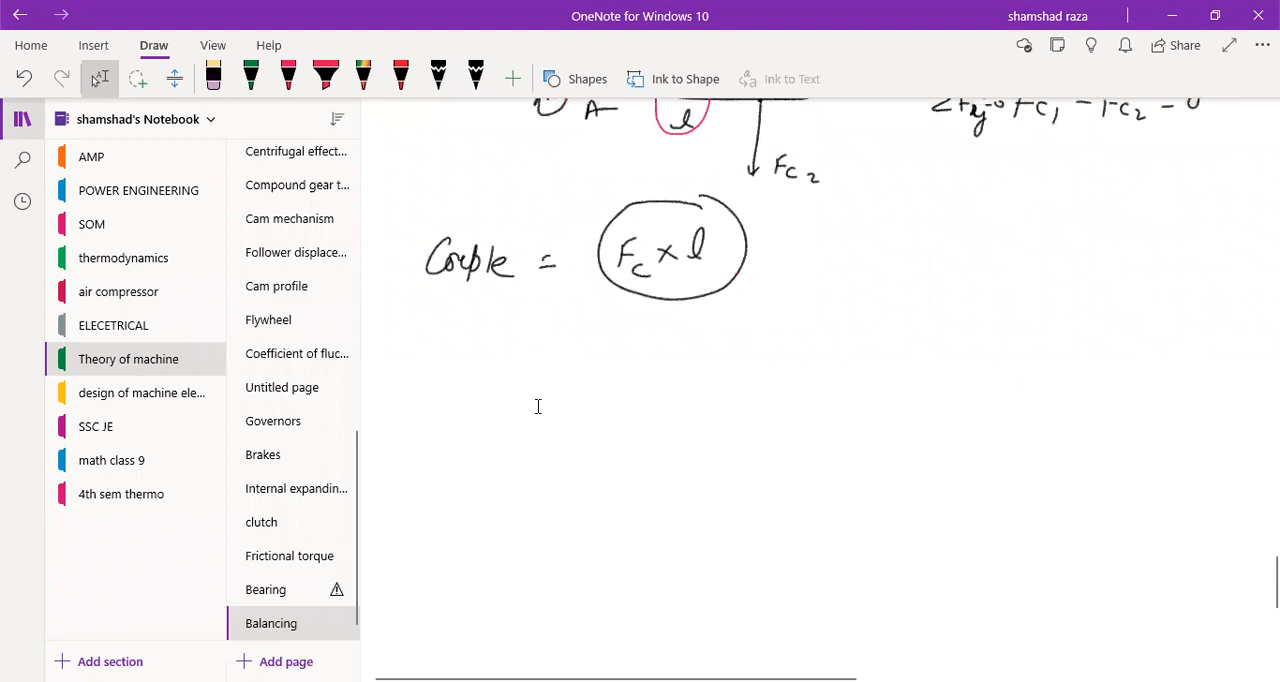 OneNote for Windows 10
shamshad raza
Home
Insert
Draw
View
Help
Share
Shapes
Ink to Shape
Ink to Text
shamshad's Notebook
AMP
POWER ENGINEERING
SOM
thermodynamics
air compressor
ELECETRICAL
Theory of machine
design of machine ele...
SSC JE
math class 9
4th sem thermo
Add section
Centrifugal effect...
Compound gear t...
Cam mechanism
Follower displace...
Cam profile
Flywheel
Coefficient of fluc...
Untitled page
Governors
Brakes
Internal expandin...
clutch
Frictional torque
Bearing
Balancing
Add page
A
l
Fc2
Couple = Fc × l